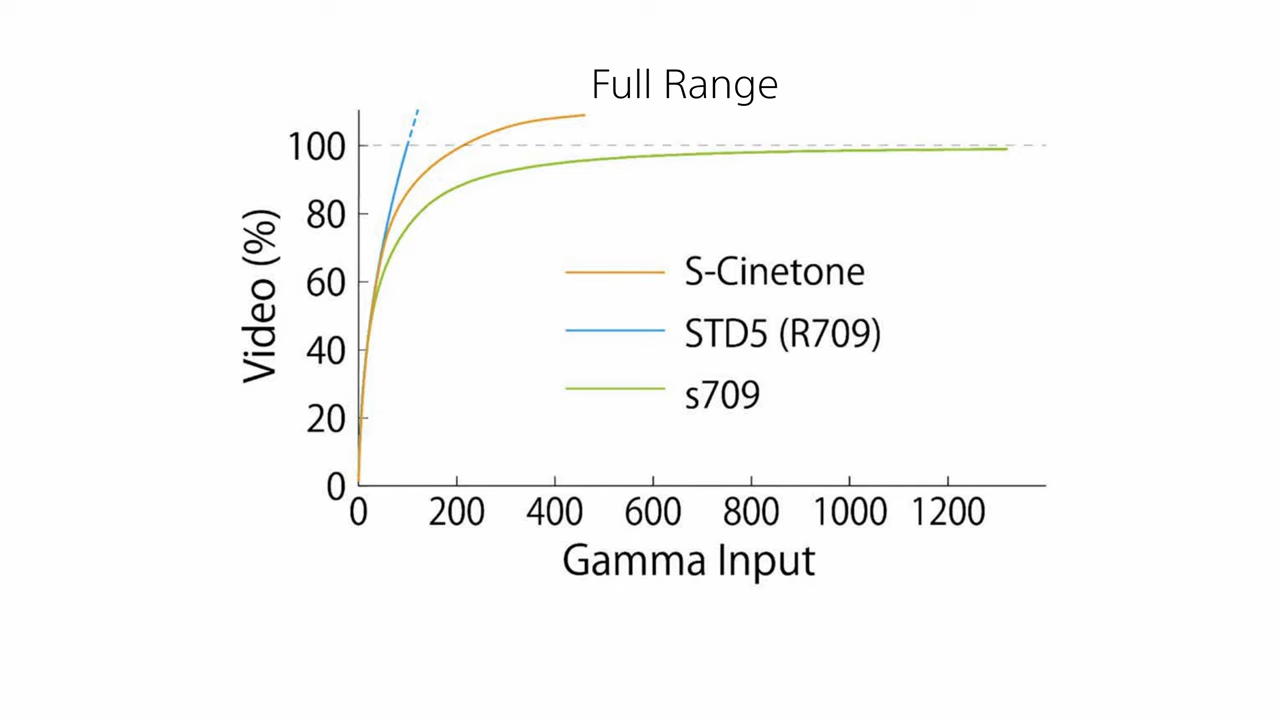 Full Range
100
80
60
40
20
0
Video (%)
S-Cinetone
STD5 (R709)
s709
0 200 400 600 800 1000 1200
Gamma Input